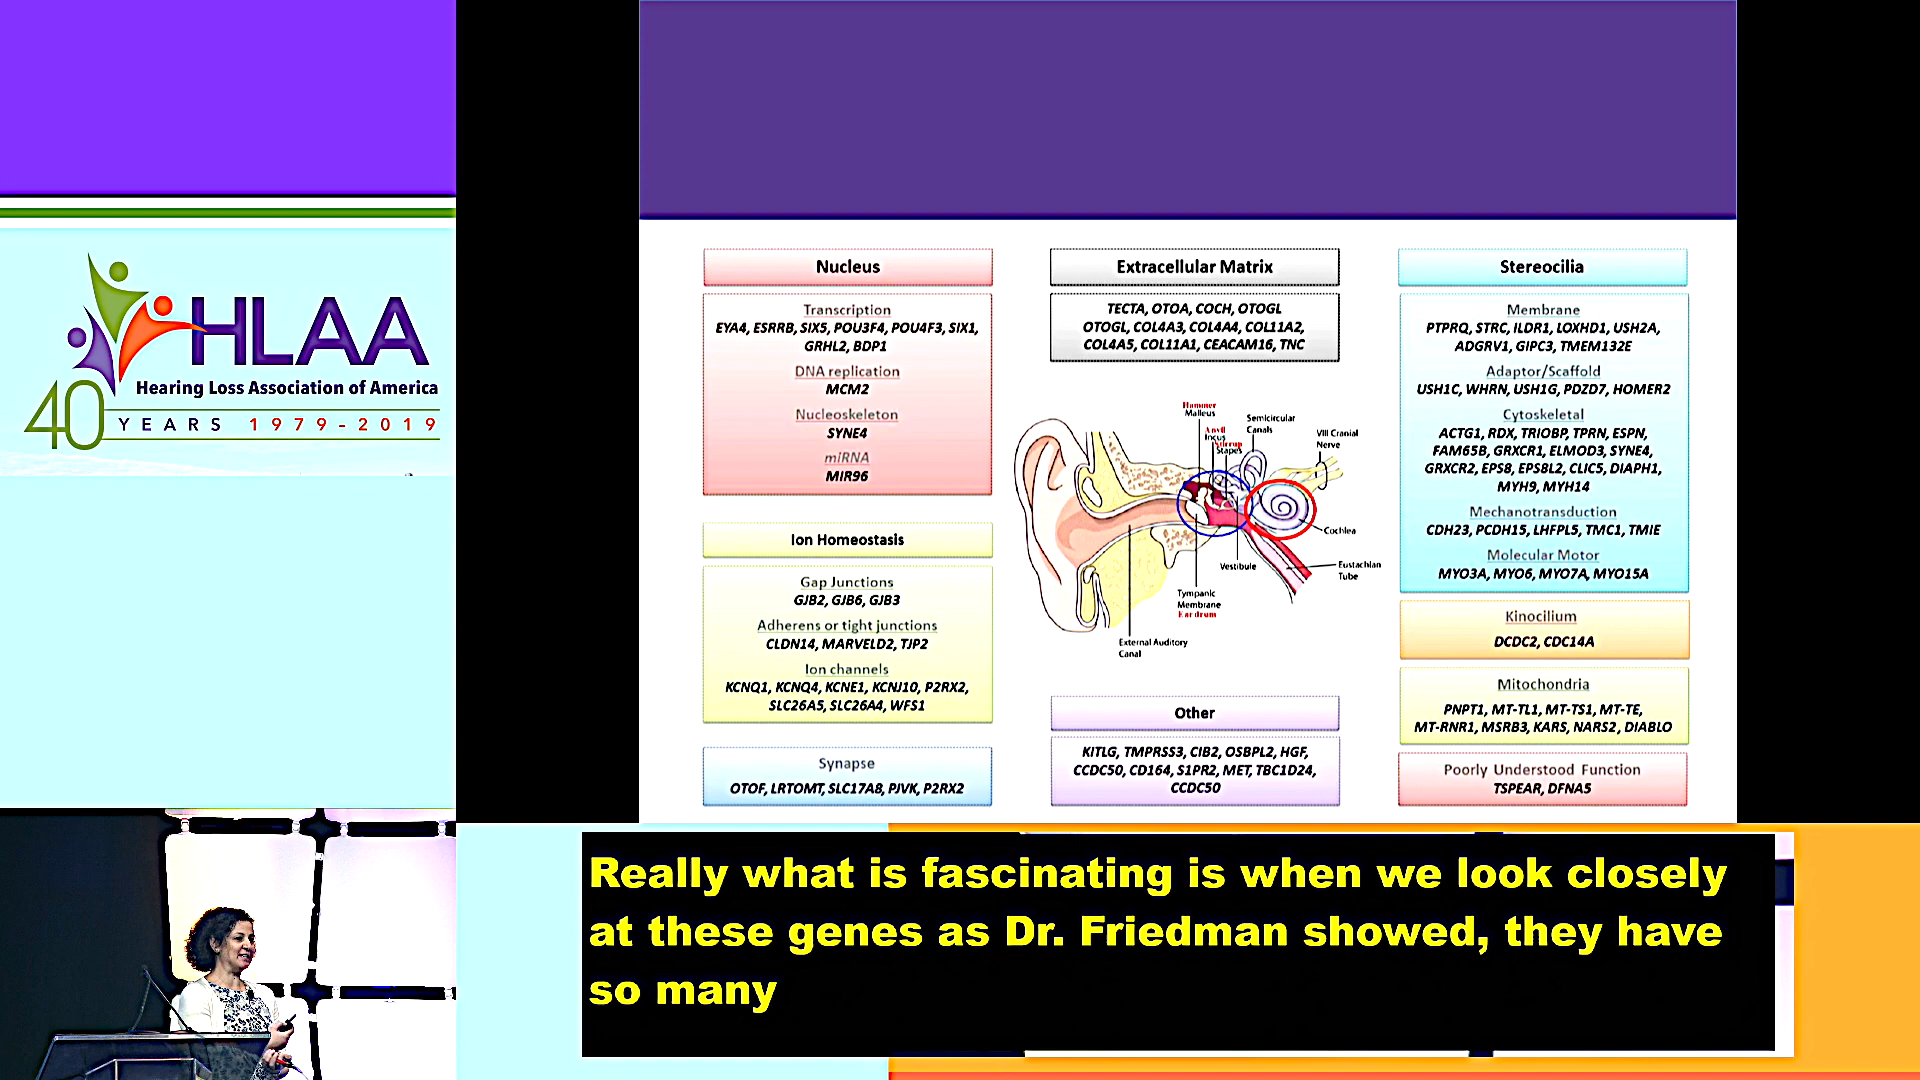 HLAA
Hearing Loss Association of America
40
YEARS 1979-2019
Nucleus
Transcription
EYA4, ESRRB, SIX5, POU3F4, POU4F3, SIX1,
GRHL2, BDP1
DNA replication
MCM2
Nucleoskeleton
SYNE4
miRNA
MIR96
Ion Homeostasis
Gap Junctions
GJB2, GJB6, GJB3
Adherens or tight junctions
CLDN14, MARVELD2, TJP2
Ion channels
KCNQ1, KCNQ4, KCNE1, KCNJ10, P2RX2,
SLC26A5, SLC26A4, WFS1
Synapse
OTOF, LRTOMT, SLC17A8, PJVK, P2RX2
Extracellular Matrix
TECTA, OTOA, COCH, OTOGL
OTOGL, COL4A3, COL4A4, COL11A2,
COL4A5, COL11A1, CEACAM16, TNC
Hammer
Malleus
Anvil
Incus
Stirrup
Stapes
Semicircular
Canals
VIII Cranial
Nerve
Cochlea
Eustachian
Tube
Vestibule
Tympanic
Membrane
Eardrum
External Auditory
Canal
Other
KITLG, TMPRSS3, CIB2, OSBPL2, HGF,
CCDC50, CD164, S1PR2, MET, TBC1D24,
CCDC50
Stereocilia
Membrane
PTPRQ, STRC, ILDR1, LOXHD1, USH2A,
ADGRV1, GIPC3, TMEM132E
Adaptor/Scaffold
USH1C, WHRN, USH1G, PDZD7, HOMER2
Cytoskeletal
ACTG1, RDX, TRIOBP, TPRN, ESPN,
FAM65B, GRXCR1, ELMOD3, SYNE4,
GRXCR2, EPS8, EPS8L2, CLIC5, DIAPH1,
MYH9, MYH14
Mechanotransduction
CDH23, PCDH15, LHFPL5, TMC1, TMIE
Molecular Motor
MYO3A, MYO6, MYO7A, MYO15A
Kinocilium
DCDC2, CDC14A
Mitochondria
PNPT1, MT-TL1, MT-TS1, MT-TE,
MT-RNR1, MSRB3, KARS, NARS2, DIABLO
Poorly Understood Function
TSPEAR, DFNA5
Really what is fascinating is when we look closely
at these genes as Dr. Friedman showed, they have
so many